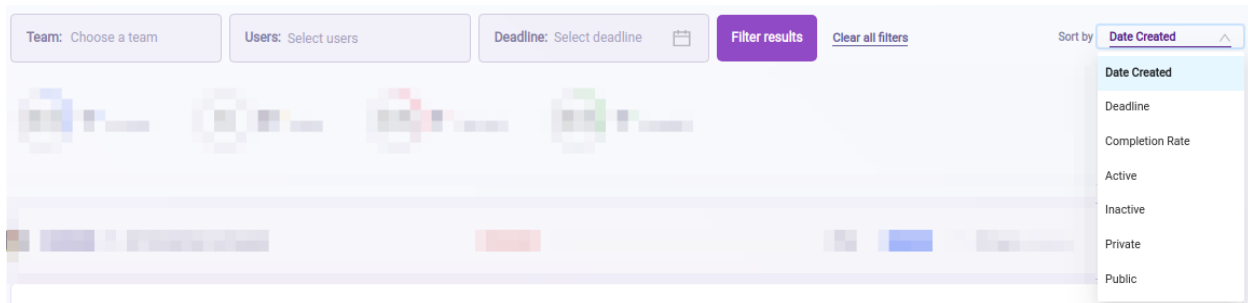 Team: Choose a team
Users: Select users
Deadline: Select deadline
Filter results
Clear all filters
Sort by
Date Created
Date Created
Deadline
Completion Rate
Active
Inactive
Private
Public